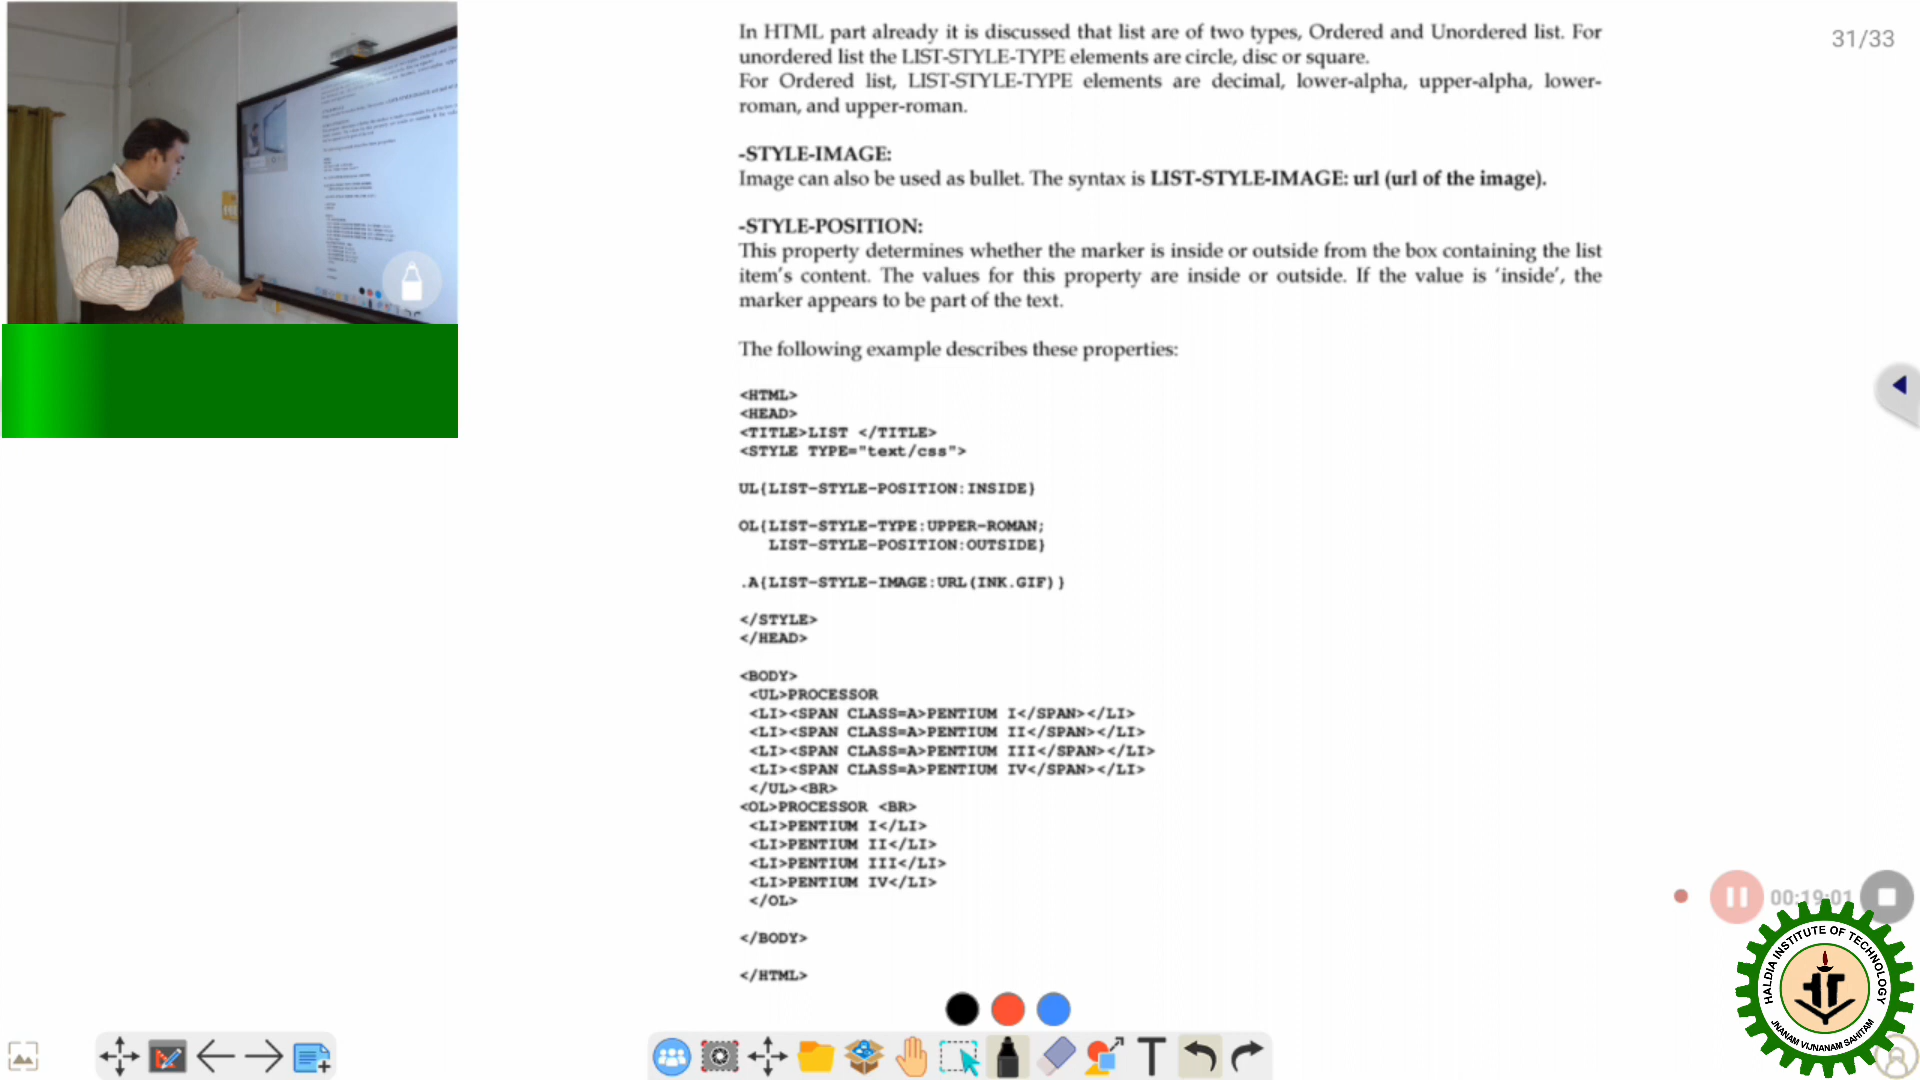 In HTML part already it is discussed that list are of two types, Ordered and Unordered list. For
unordered list the LIST-STYLE-TYPE elements are circle, disc or square.
For Ordered list, LIST-STYLE-TYPE elements are decimal, lower-alpha, upper-alpha, lower-
roman, and upper-roman.
31/33
-STYLE-IMAGE:
Image can also be used as bullet. The syntax is LIST-STYLE-IMAGE: url (url of the image).
-STYLE-POSITION:
This property determines whether the marker is inside or outside from the box containing the list
item's content. The values for this property are inside or outside. If the value is 'inside', the
marker appears to be part of the text.
The following example describes these properties:
<HTML>
<HEAD>
<TITLE>LIST </TITLE>
<STYLE TYPE="text/css">
UL{LIST-STYLE-POSITION:INSIDE}
OL{LIST-STYLE-TYPE:UPPER-ROMAN;
LIST-STYLE-POSITION:OUTSIDE}
.A{LIST-STYLE-IMAGE:URL(INK.GIF)}
</STYLE>
</HEAD>
<BODY>
<UL>PROCESSOR
<LI><SPAN CLASS=A>PENTIUM I</SPAN></LI>
<LI><SPAN CLASS=A>PENTIUM II</SPAN></LI>
<LI><SPAN CLASS=A>PENTIUM III</SPAN></LI>
<LI><SPAN CLASS=A>PENTIUM IV</SPAN></LI>
</UL><BR>
<OL>PROCESSOR <BR>
<LI>PENTIUM I</LI>
<LI>PENTIUM II</LI>
<LI>PENTIUM III</LI>
<LI>PENTIUM IV</LI>
</OL>
</BODY>
</HTML>
00:19:01
HALDIA INSTITUTE OF TECHNOLOGY
JNANAM VIJNANAM SAHITAM
T